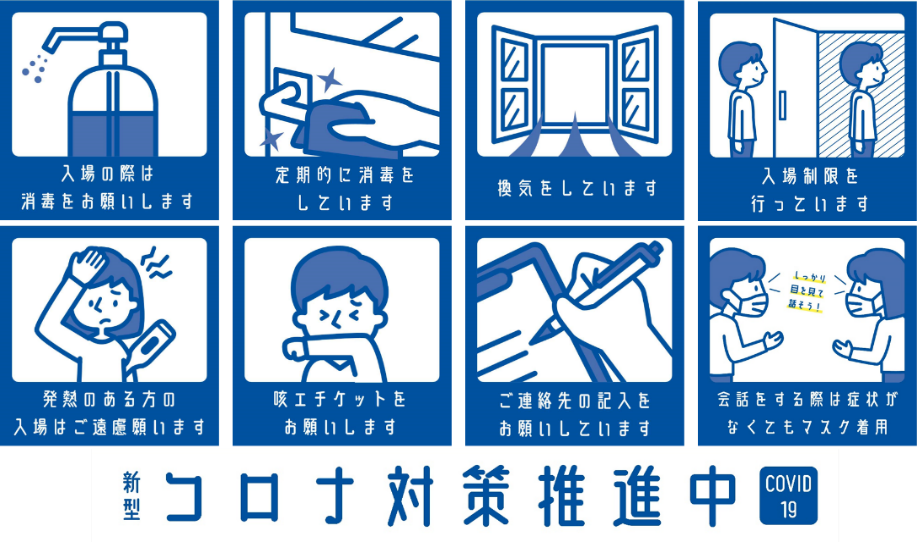 入場の際は
消毒をお願いします
定期的に消毒を
しています
換気をしています
入場制限を
行っています
発熱のある方の
入場はご遠慮願います
咳エチケットを
お願いします
ご連絡先の記入を
お願いしています
しっかり
目を見て
話そう!
会話をする際は症状が
なくてもマスク着用
新型
コロナ対策推進中
COVID
19